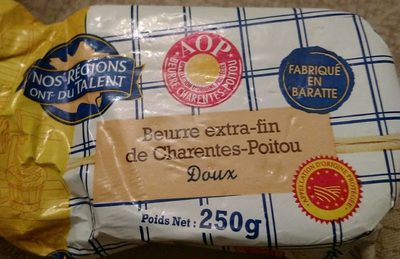 NOS RÉGIONS
ONT DU TALENT
AOP
BEURRE CHARENTES-POITOU
FABRIQUÉ
EN
BARATTE
Beurre extra-fin
de Charentes-Poitou
Doux
Poids Net : 250g
APPELLATION D'ORIGINE PROTÉGÉE